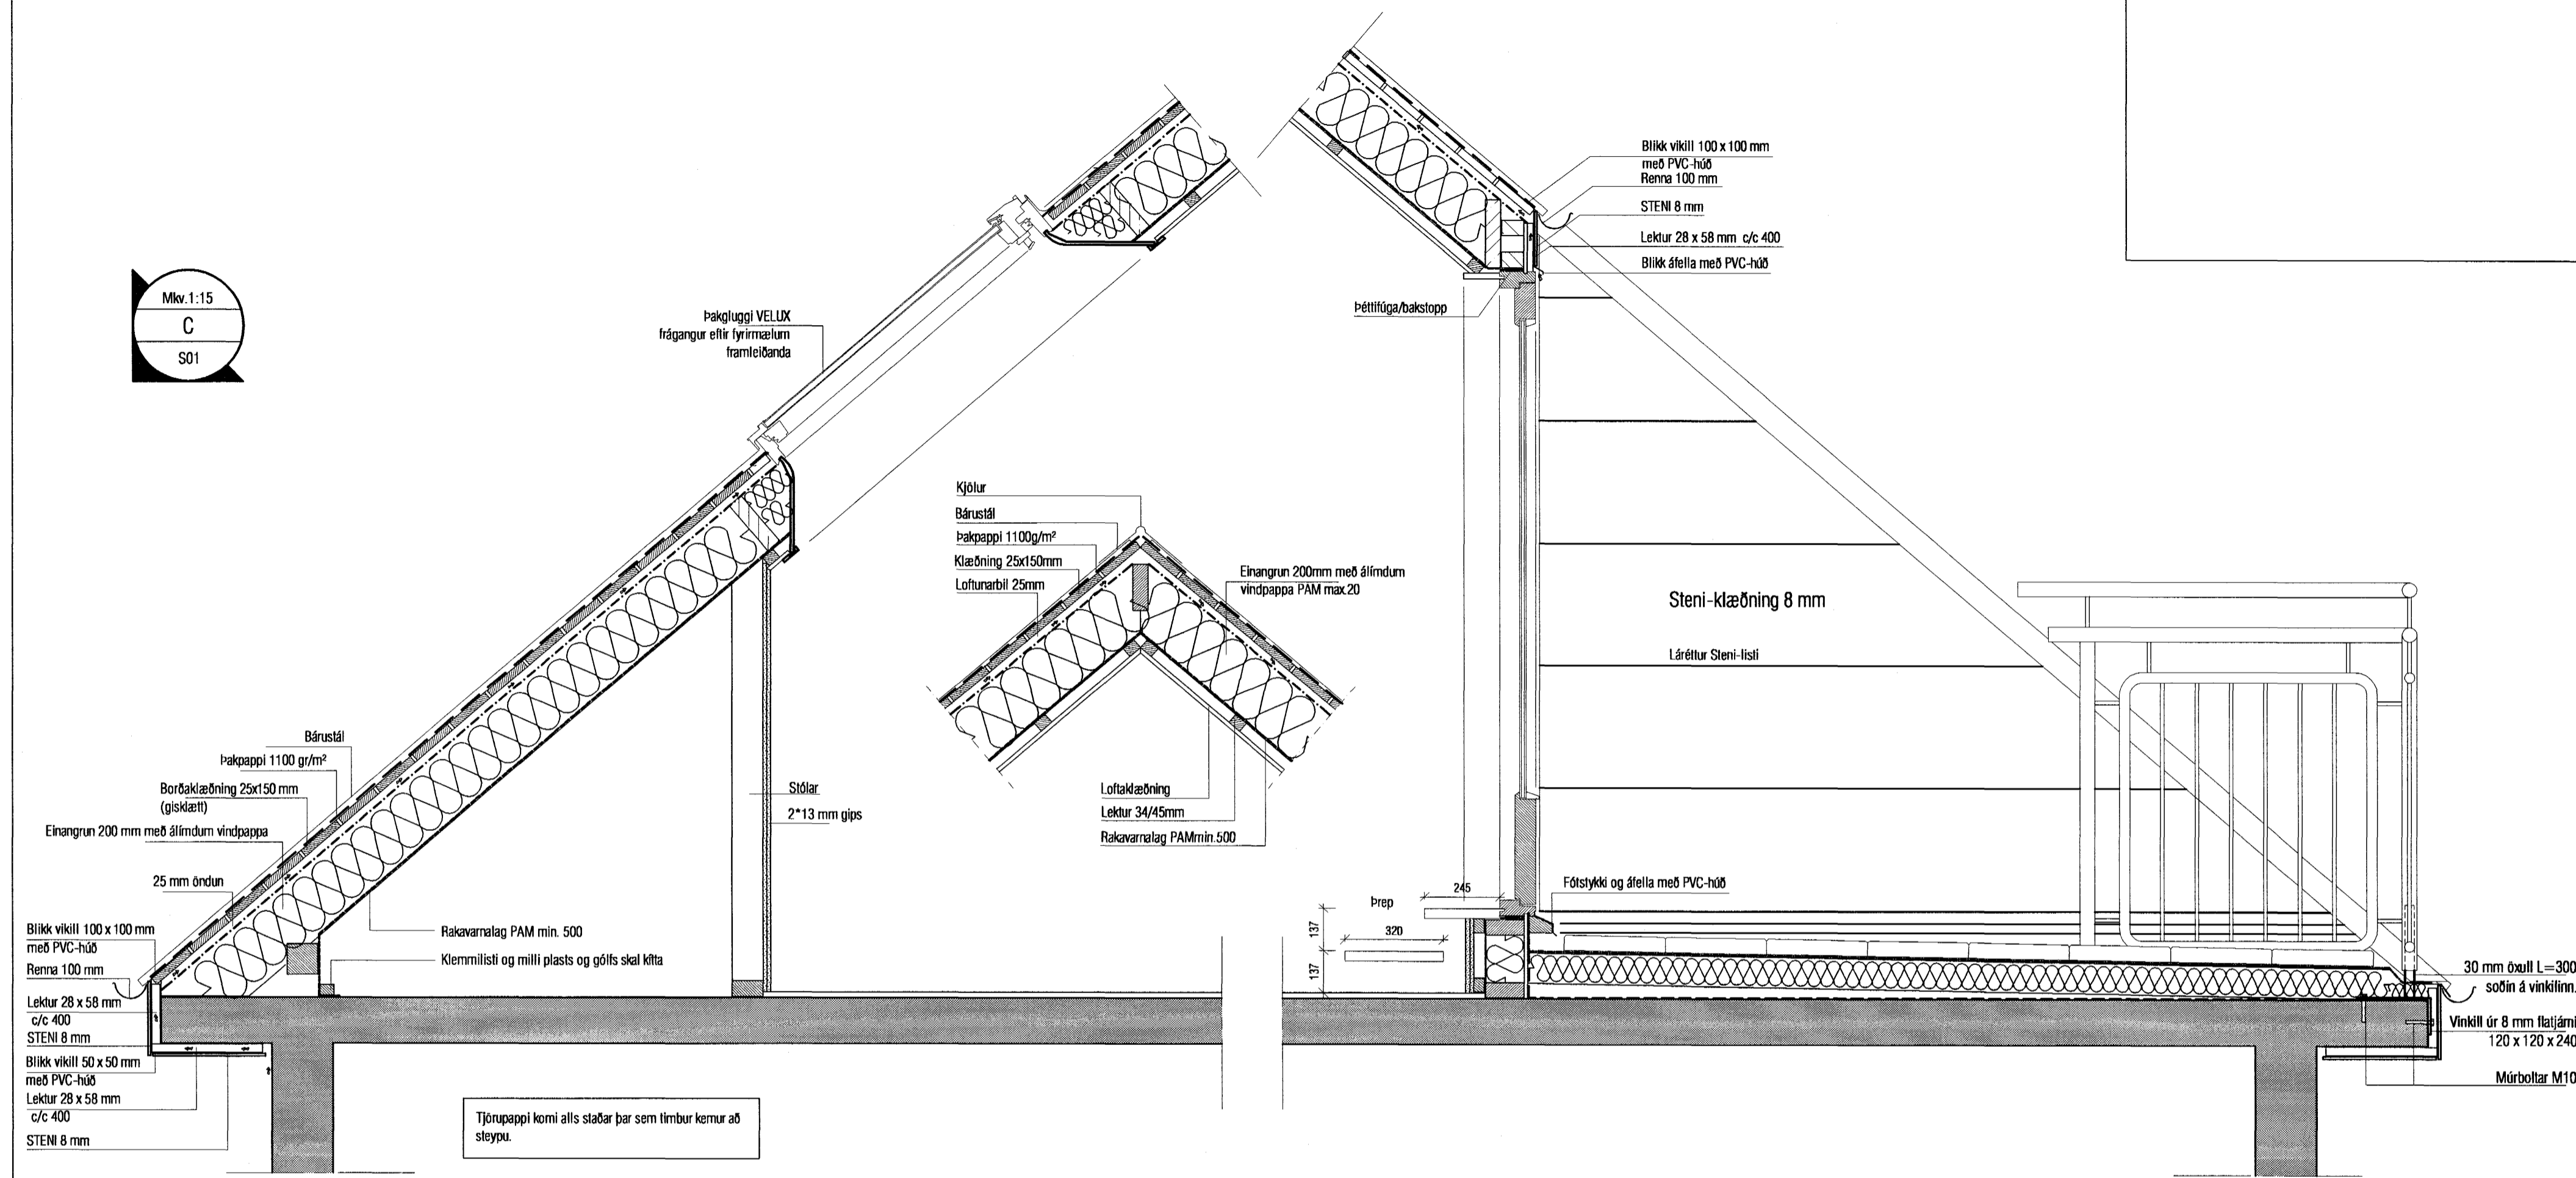 Mkv.1:15
C
S01
Þakgluggi VELUX
frágangur eftir fyrirmælum
framleiðanda
Blikk vikill 100 x 100 mm
með PVC-húð
Renna 100 mm
STENI 8 mm
Lektur 28 x 58 mm c/c 400
Blikk áfella með PVC-húð
Þéttifúga/bakstopp
Kjölur
Bárustál
Þakpappi 1100g/m²
Klæðning 25x150mm
Loftunarbil 25mm
Einangrun 200mm með álímdum
vindpappa PAM max.20
Loftaklæðning
Lektur 34/45mm
Rakavarnalag PAMmin.500
Steni-klæðning 8 mm
Láréttur Steni-listi
Bárustál
Þakpappi 1100 gr/m²
Borðaklæðning 25x150 mm
(gisklætt)
Einangrun 200 mm með álímdum vindpappa
25 mm öndun
Stólar
2*13 mm gips
Blikk vikill 100 x 100 mm
með PVC-húð
Renna 100 mm
Lektur 28 x 58 mm
c/c 400
STENI 8 mm
Blikk vikill 50 x 50 mm
með PVC-húð
Lektur 28 x 58 mm
c/c 400
STENI 8 mm
Rakavarnalag PAM min. 500
Klemmilisti og milli plasts og gólfs skal kítta
Þrep
245
137
320
137
Fótstykki og áfella með PVC-húð
30 mm öxull L=300
soðin á vinkilinn.
Vinkill úr 8 mm flatjárni
120 x 120 x 240
Múrboltar M10
Tjörupappi komi alls staðar þar sem timbur kemur að
steypu.